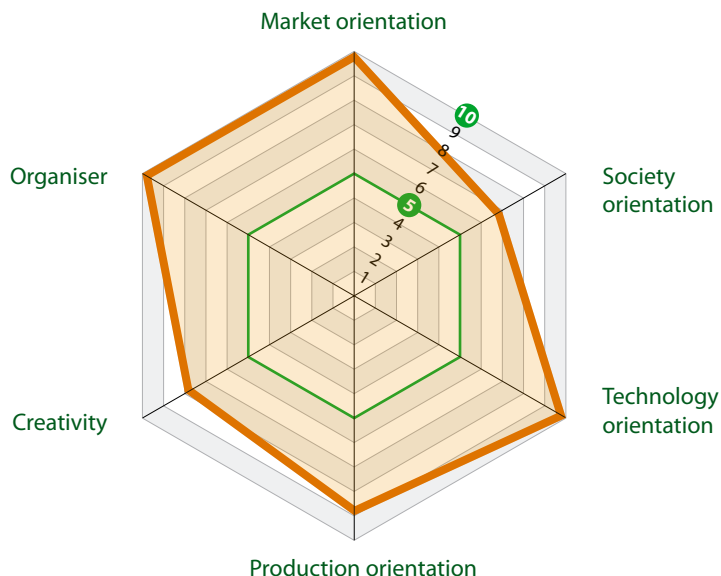 Market orientation
10
9
8
7
6
5
4
3
2
1
Organiser
Society
orientation
Creativity
Technology
orientation
Production orientation